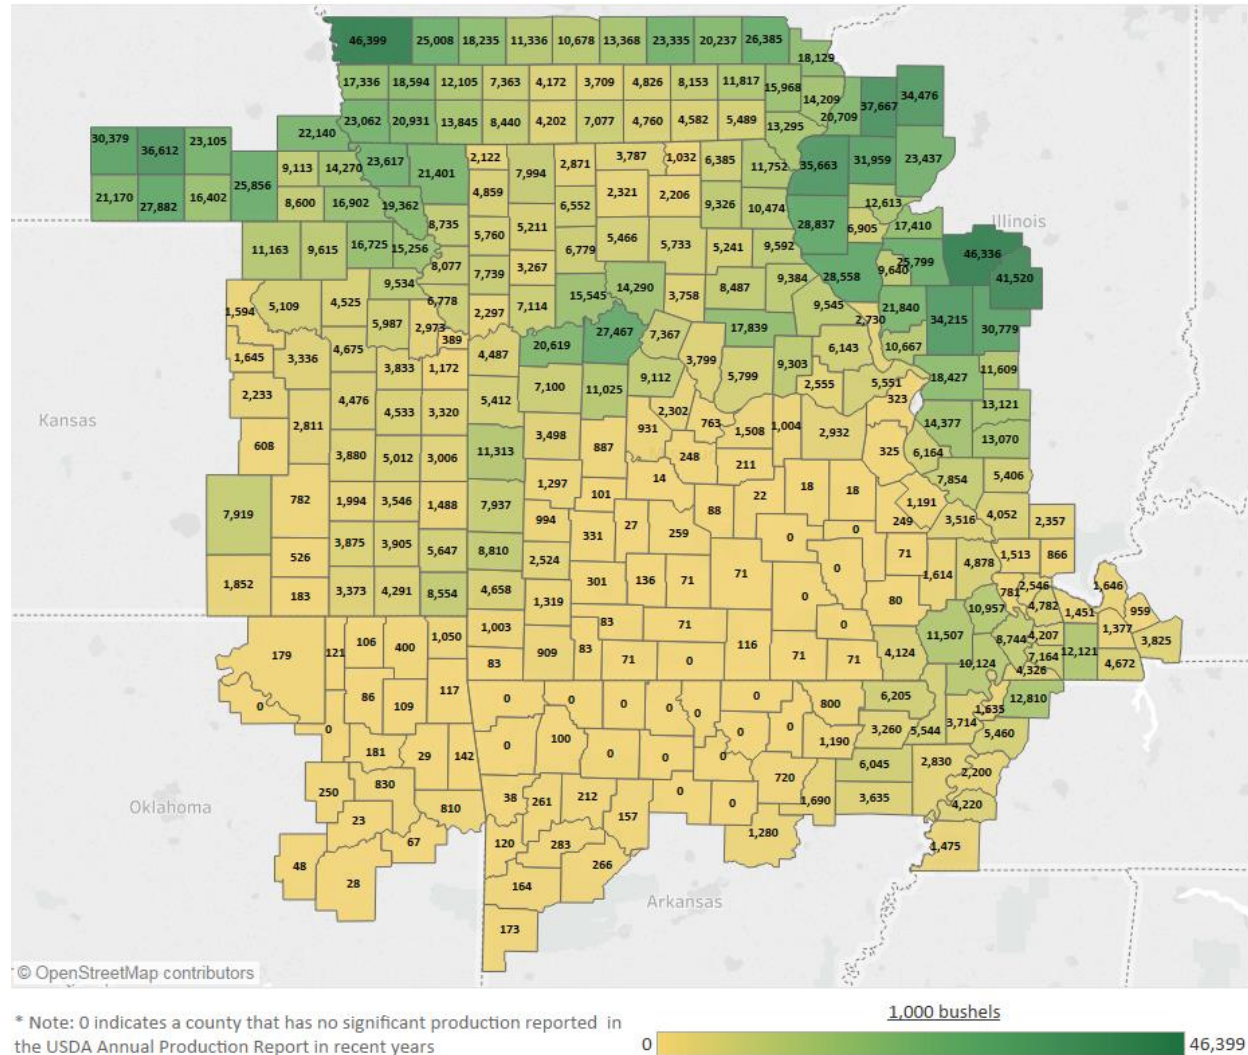 46,399 25,008 18,235 11,336 10,678 13,368 23,335 20,237 26,385
18,129
17,336 18,594 12,105 7,363 4,172 3,709 4,826 8,153 11,817 15,968
14,209 20,709 37,667 34,476
23,062 20,931 13,845 8,440 4,202 7,077 4,760 4,582 5,489 13,295
30,379 36,612 23,105 22,140
9,113 14,270 23,617 21,401 2,122 7,994 2,871 3,787 1,032 6,385 11,752 35,663 31,959 23,437
21,170 27,882 16,402 25,856 8,600 16,902 19,362 4,859 6,552 2,321 2,206 9,326 10,474 12,613
8,735 28,837 6,905 17,410
Illinois
11,163 9,615 16,725 15,256 5,760 5,211 6,779 5,466 5,733 5,241 9,592
46,336
25,799
9,640
41,520
8,077 7,739 3,267 9,384 28,558
9,534 15,545 14,290 3,758 8,487
1,594 5,109 4,525 6,778 2,297 7,114 9,545 21,840
5,987 2,973 27,467 7,367 17,839 2,730 34,215 30,779
389 20,619
1,645 3,336 4,675 3,833 1,172 4,487 3,799 6,143 10,667
9,303
7,100 11,025 9,112 5,799 2,555 5,551 18,427 11,609
2,233 4,476 4,533 3,320 5,412 323 13,121
2,811 2,302 763 1,508 1,004 2,932 14,377
608 3,498 887 931 13,070
3,880 5,012 3,006 11,313 248 211 325 6,164
Kansas
14 7,854 5,406
782 1,994 3,546 1,488 7,937 1,297 101 88 22 18 18 1,191
7,919 994 249 3,516 4,052 2,357
331 27 259 0 0
526 3,875 3,905 5,647 8,810 2,524 71 1,513 866
0 1,614 4,878
1,852 183 3,373 4,291 8,554 4,658 301 136 71 71 781 2,546 1,646
1,319 0 80 10,957 4,782 1,451 959
83 71 0 1,377
179 121 106 400 1,050 1,003 11,507 8,744 4,207 3,825
83 909 83 71 0 116 71 71 4,124 10,124 7,164 12,121 4,672
4,326
0 86 109 117 0 0 0 0 0 0 800 6,205 12,810
1,635
0 0 100 0 0 1,190 3,260 5,544 3,714 5,460
181 29 142 0 0 0
6,045 2,830 2,200
250 830 720
810 38 261 212 157 0 0 1,690 3,635 4,220
Oklahoma
23 67 120 283 1,280 1,475
48 28 266
164
Arkansas
173
© OpenStreetMap contributors
* Note: 0 indicates a county that has no significant production reported in
the USDA Annual Production Report in recent years
1,000 bushels
0 46,399